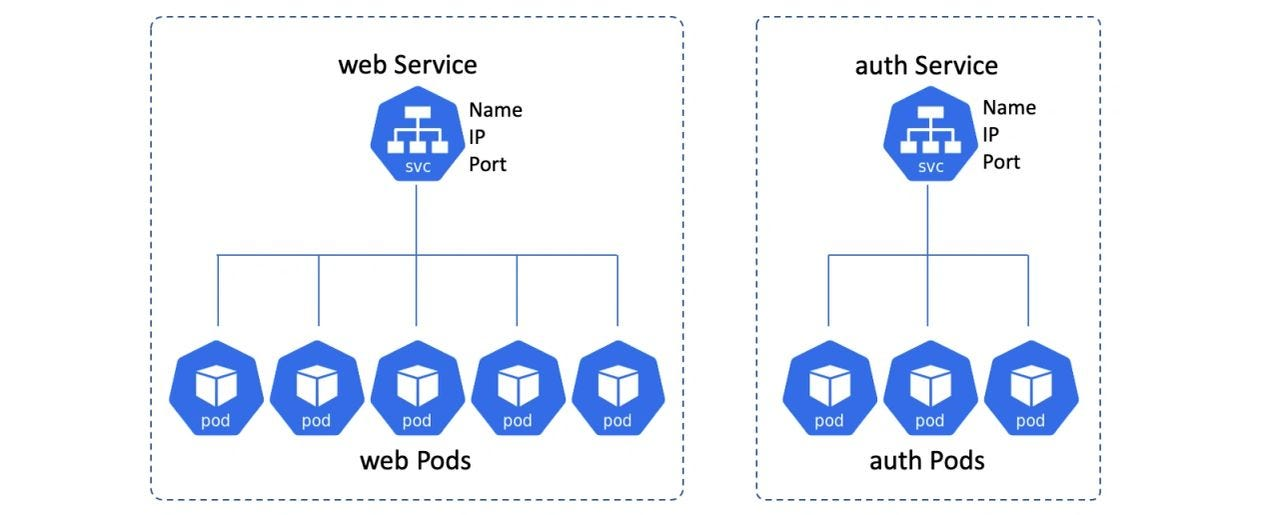 web Service
Name
IP
Port
svc
pod
pod
pod
pod
pod
web Pods
auth Service
Name
IP
Port
svc
pod
pod
pod
auth Pods